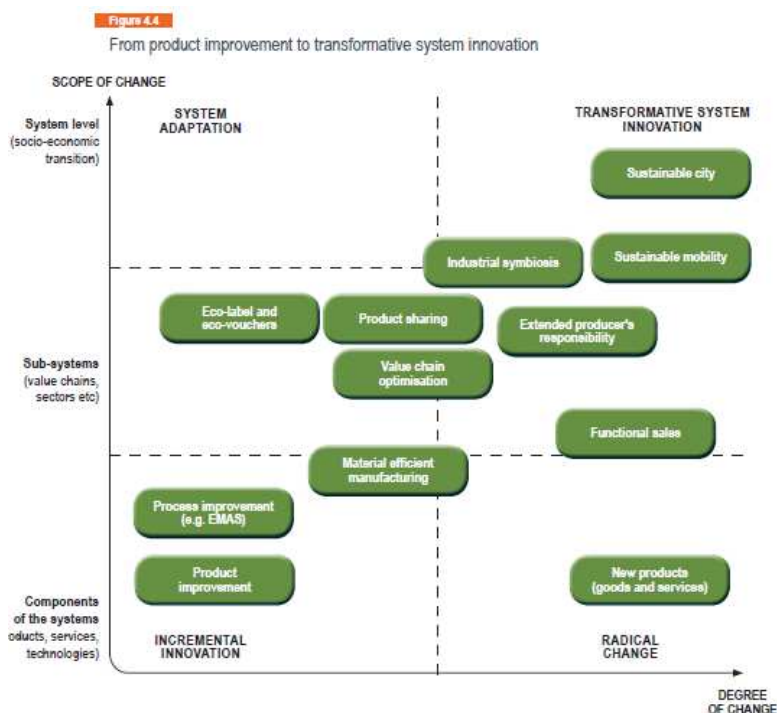 Figure 4.4
From product improvement to transformative system innovation
SCOPE OF CHANGE
System level
(socio-economic
transition)
SYSTEM
ADAPTATION
TRANSFORMATIVE SYSTEM
INNOVATION
Sustainable city
Industrial symbiosis
Sustainable mobility
Eco-label and
eco-vouchers
Product sharing
Extended producer's
responsibility
Sub-systems
(value chains,
sectors etc)
Value chain
optimisation
Functional sales
Material efficient
manufacturing
Process improvement
(e.g. EMAS)
Product
improvement
New products
(goods and services)
Components
of the systems
oducts, services,
technologies)
INCREMENTAL
INNOVATION
RADICAL
CHANGE
DEGREE
OF CHANGE